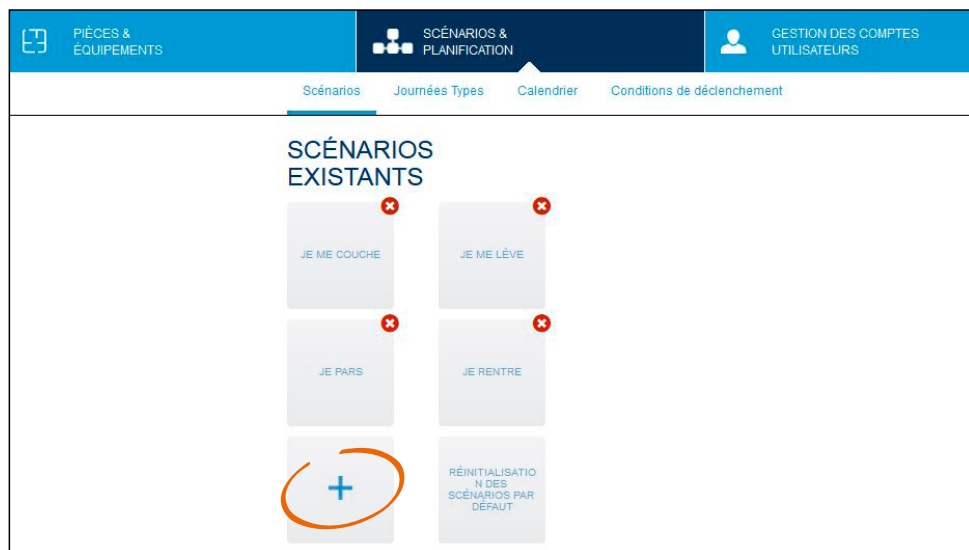 PIÈCES &
ÉQUIPEMENTS
SCÉNARIOS &
PLANIFICATION
GESTION DES COMPTES
UTILISATEURS
Scénarios
Journées Types
Calendrier
Conditions de déclenchement
SCÉNARIOS
EXISTANTS
JE ME COUCHE
JE ME LÈVE
JE PARS
JE RENTRE
+
RÉINITIALISATIO
N DES
SCÉNARIOS PAR
DÉFAUT